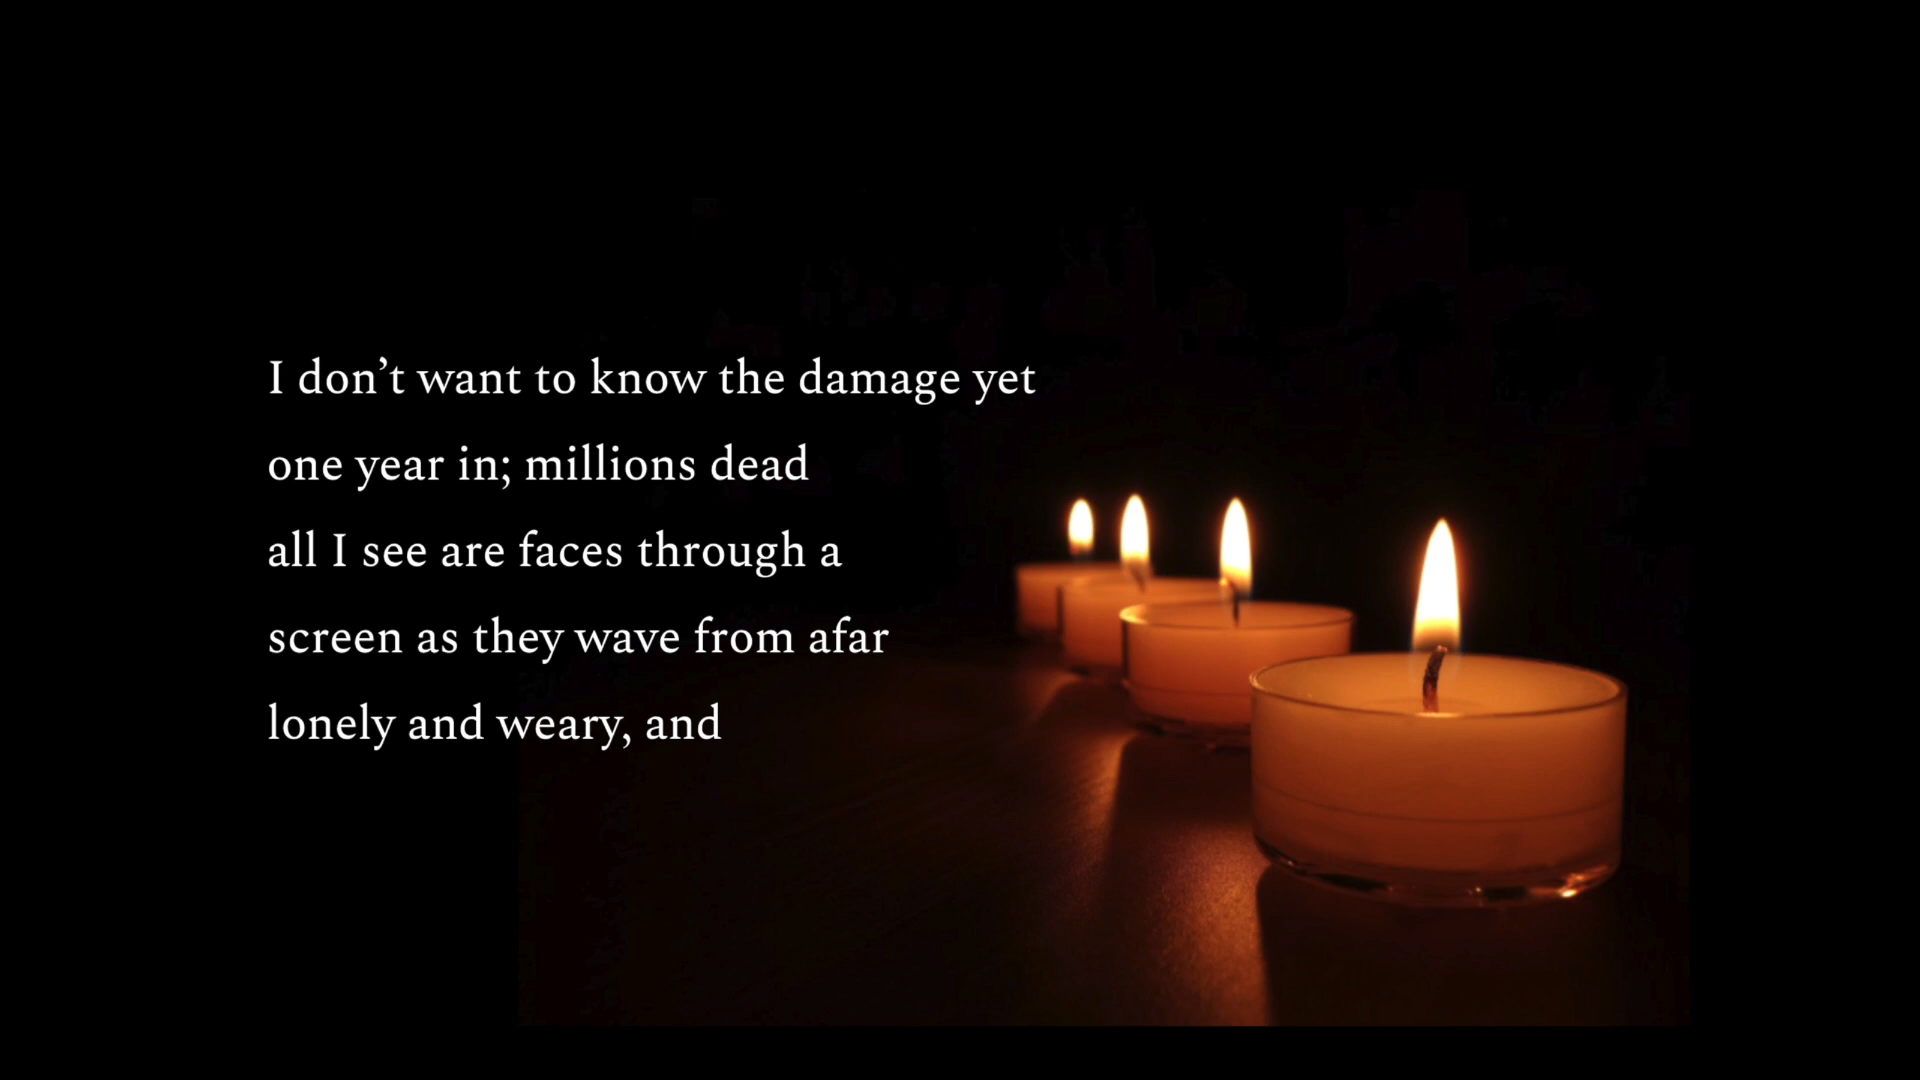 I don’t want to know the damage yet
one year in; millions dead
all I see are faces through a
screen as they wave from afar
lonely and weary, and